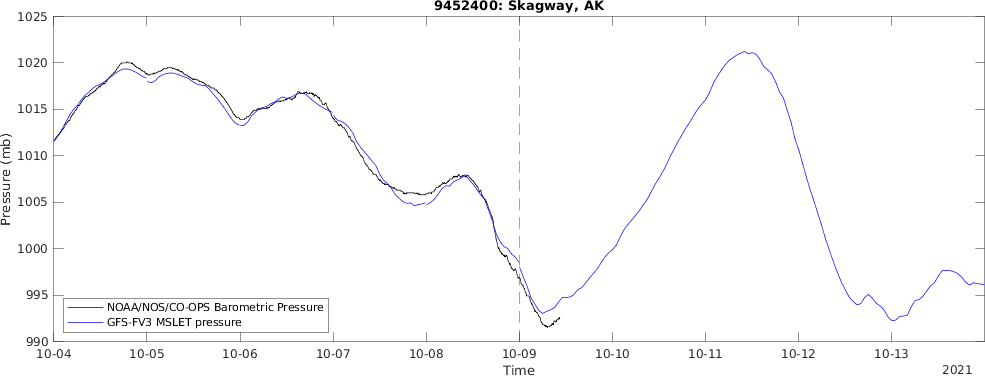 9452400: Skagway, AK
Pressure (mb)
1025
1020
1015
1010
1005
1000
995
990
NOAA/NOS/CO-OPS Barometric Pressure
GFS-FV3 MSLET pressure
10-04 10-05 10-06 10-07 10-08 10-09 10-10 10-11 10-12 10-13
Time
2021